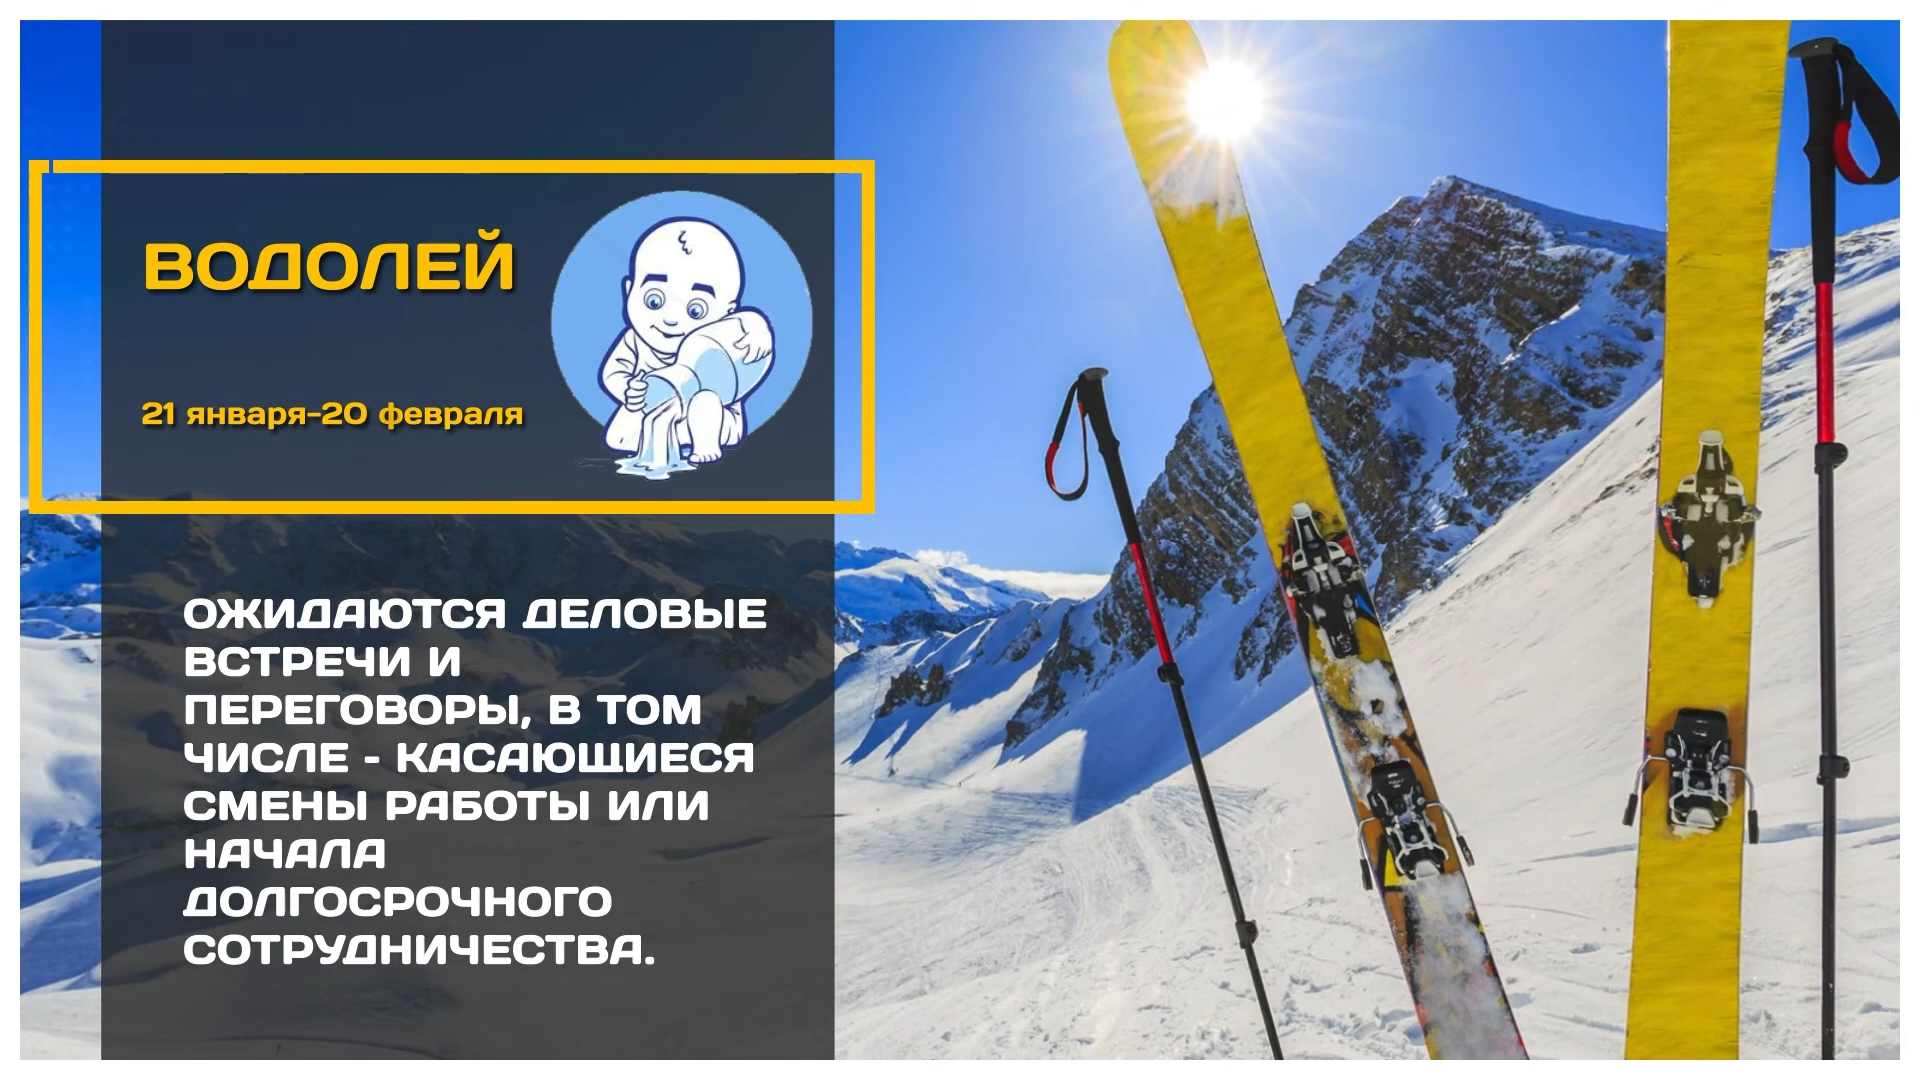 ВОДОЛЕЙ
21 января-20 февраля
ОЖИДАЮТСЯ ДЕЛОВЫЕ
ВСТРЕЧИ И
ПЕРЕГОВОРЫ, В ТОМ
ЧИСЛЕ - КАСАЮЩИЕСЯ
СМЕНЫ РАБОТЫ ИЛИ
НАЧАЛА
ДОЛГОСРОЧНОГО
СОТРУДНИЧЕСТВА.